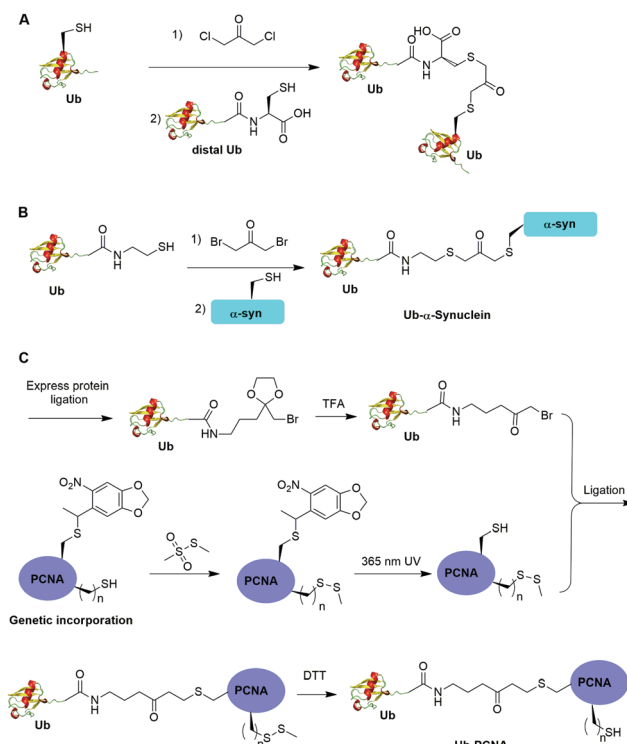 A
SH
Ub
1)
Cl
O
Cl
2)
O
N
H
SH
OH
O
distal Ub
HO
O
O
N
H
S
O
S
Ub
Ub
B
O
N
H
SH
Ub
1)
Br
O
Br
2)
SH
α-syn
O
N
H
S
O
S
α-syn
Ub
Ub-α-Synuclein
C
Express protein
ligation
O
N
H
O
O
Br
Ub
TFA
O
N
H
O
Br
Ub
Ligation
O₂N
O
O
S
PCNA
( )n
SH
Genetic incorporation
O
S
O
S
O₂N
O
O
S
PCNA
( )n
S
S
365 nm UV
SH
PCNA
( )n
S
S
O
N
H
O
S
PCNA
( )n
S
S
Ub
DTT
O
N
H
O
S
PCNA
( )n
SH
Ub
Ub-PCNA